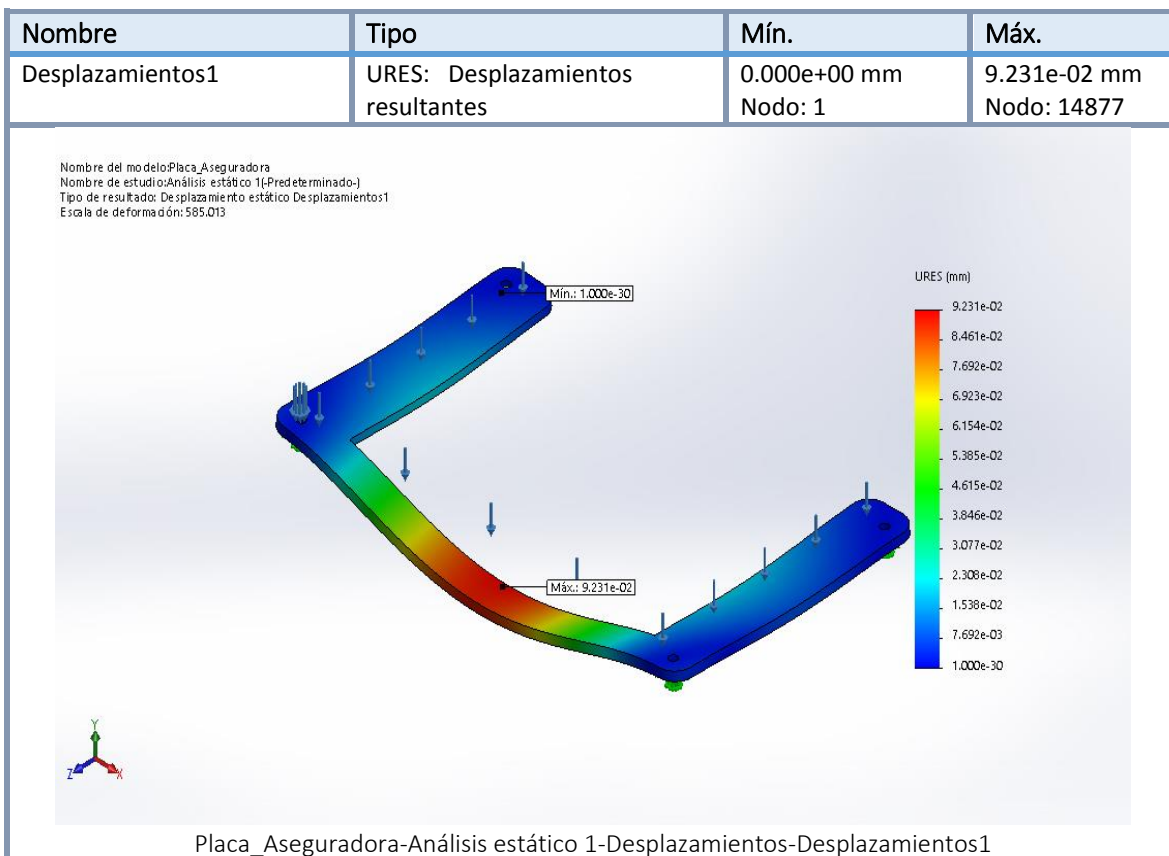 Nombre Tipo Mín. Máx.
Desplazamientos1 URES: Desplazamientos 0.000e+00 mm 9.231e-02 mm
resultantes Nodo: 1 Nodo: 14877
Nombre del modelo:Placa_Aseguradora
Nombre de estudio:Análisis estático 1(-Predeterminado-)
Tipo de resultado: Desplazamiento estático Desplazamientos1
Escala de deformación: 585.013
URES (mm)
Mín.: 1.000e-30
9.231e-02
8.461e-02
7.692e-02
6.923e-02
6.154e-02
5.385e-02
4.615e-02
3.846e-02
3.077e-02
2.308e-02
1.538e-02
7.692e-03
1.000e-30
Máx.: 9.231e-02
Y
Z
X
Placa_Aseguradora-Análisis estático 1-Desplazamientos-Desplazamientos1